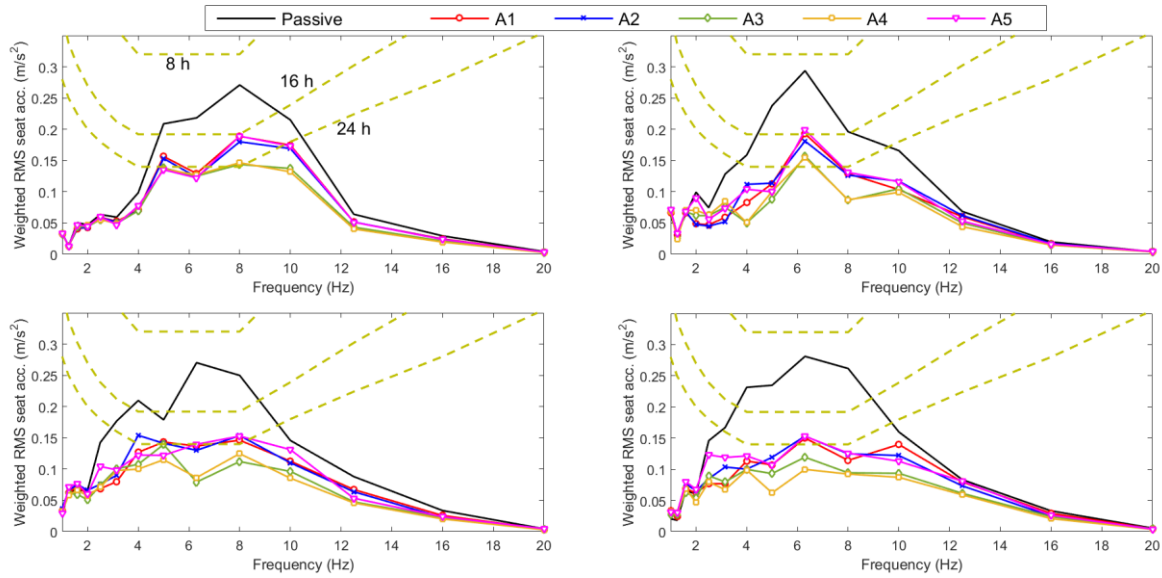 Passive A1 A2 A3 A4 A5
Weighted RMS seat acc. (m/s²)
0.35
0.3
0.25
0.2
0.15
0.1
0.05
0
8 h
16 h
24 h
2 4 6 8 10 12 14 16 18 20
Frequency (Hz)
Weighted RMS seat acc. (m/s²)
0.3
0.25
0.2
0.15
0.1
0.05
0
2 4 6 8 10 12 14 16 18 20
Frequency (Hz)
Weighted RMS seat acc. (m/s²)
0.3
0.25
0.2
0.15
0.1
0.05
0
2 4 6 8 10 12 14 16 18 20
Frequency (Hz)
Weighted RMS seat acc. (m/s²)
0.3
0.25
0.2
0.15
0.1
0.05
0
2 4 6 8 10 12 14 16 18 20
Frequency (Hz)